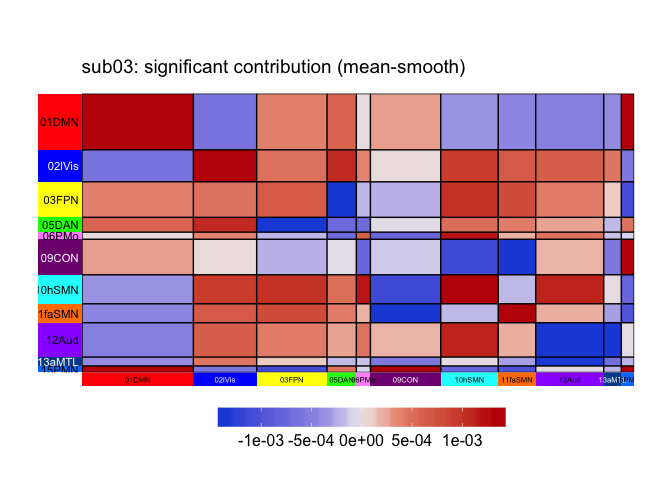 sub03: significant contribution (mean-smooth)
01DMN
02lVis
03FPN
05DAN
06PMo
09CON
10hSMN
11faSMN
12Aud
13aMTL
15PMN
01DMN 02lVis 03FPN 05DAN 06PMo 09CON 10hSMN 11faSMN 12Aud 13aMTL
-1e-03 -5e-04 0e+00 5e-04 1e-03